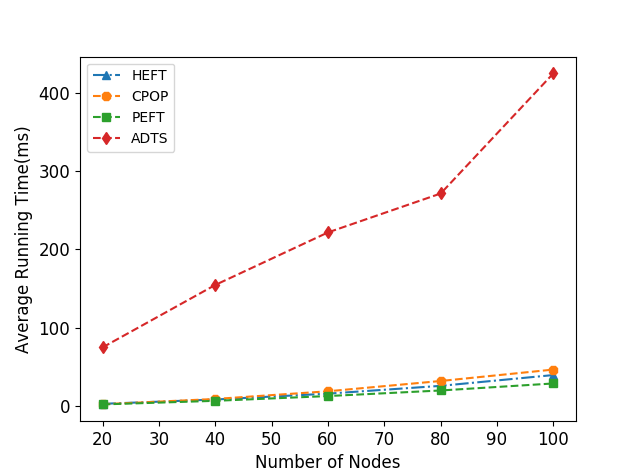 HEFT
CPOP
PEFT
ADTS
Average Running Time(ms)
400
300
200
100
0
20 30 40 50 60 70 80 90 100
Number of Nodes